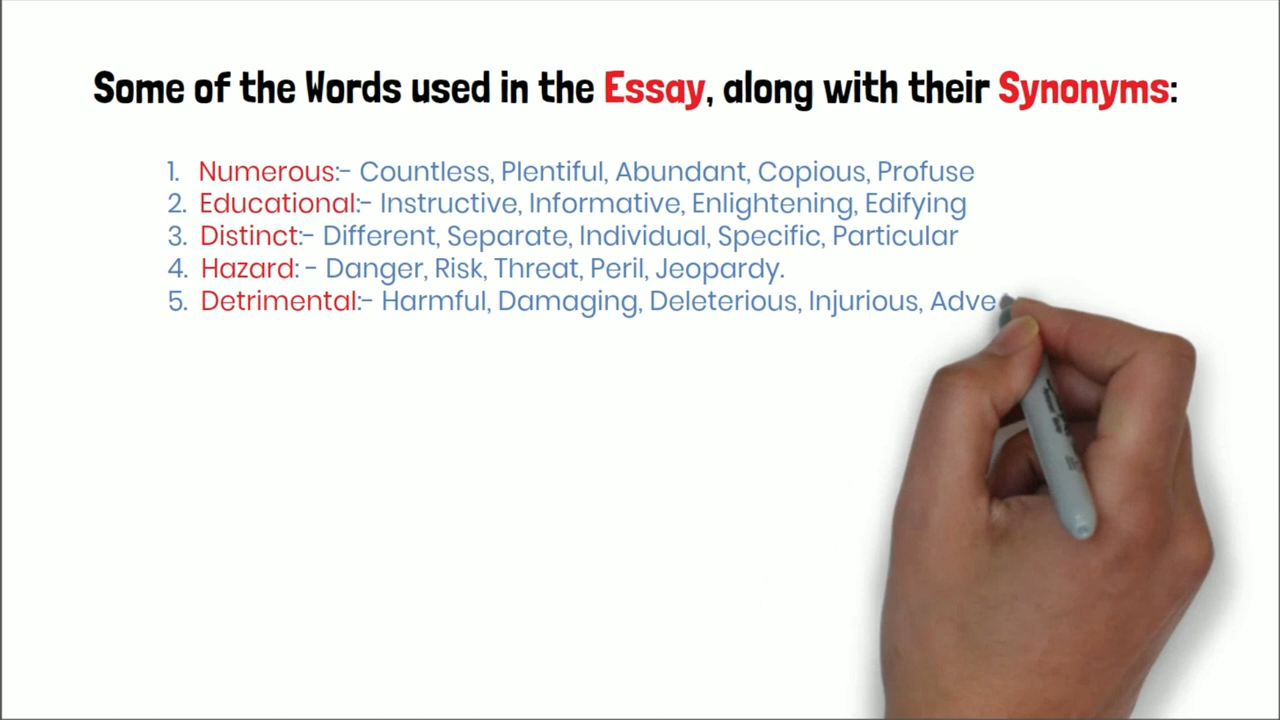 Some of the Words used in the Essay, along with their Synonyms:
1. Numerous:- Countless, Plentiful, Abundant, Copious, Profuse
2. Educational:- Instructive, Informative, Enlightening, Edifying
3. Distinct:- Different, Separate, Individual, Specific, Particular
4. Hazard: - Danger, Risk, Threat, Peril, Jeopardy.
5. Detrimental:- Harmful, Damaging, Deleterious, Injurious, Adve